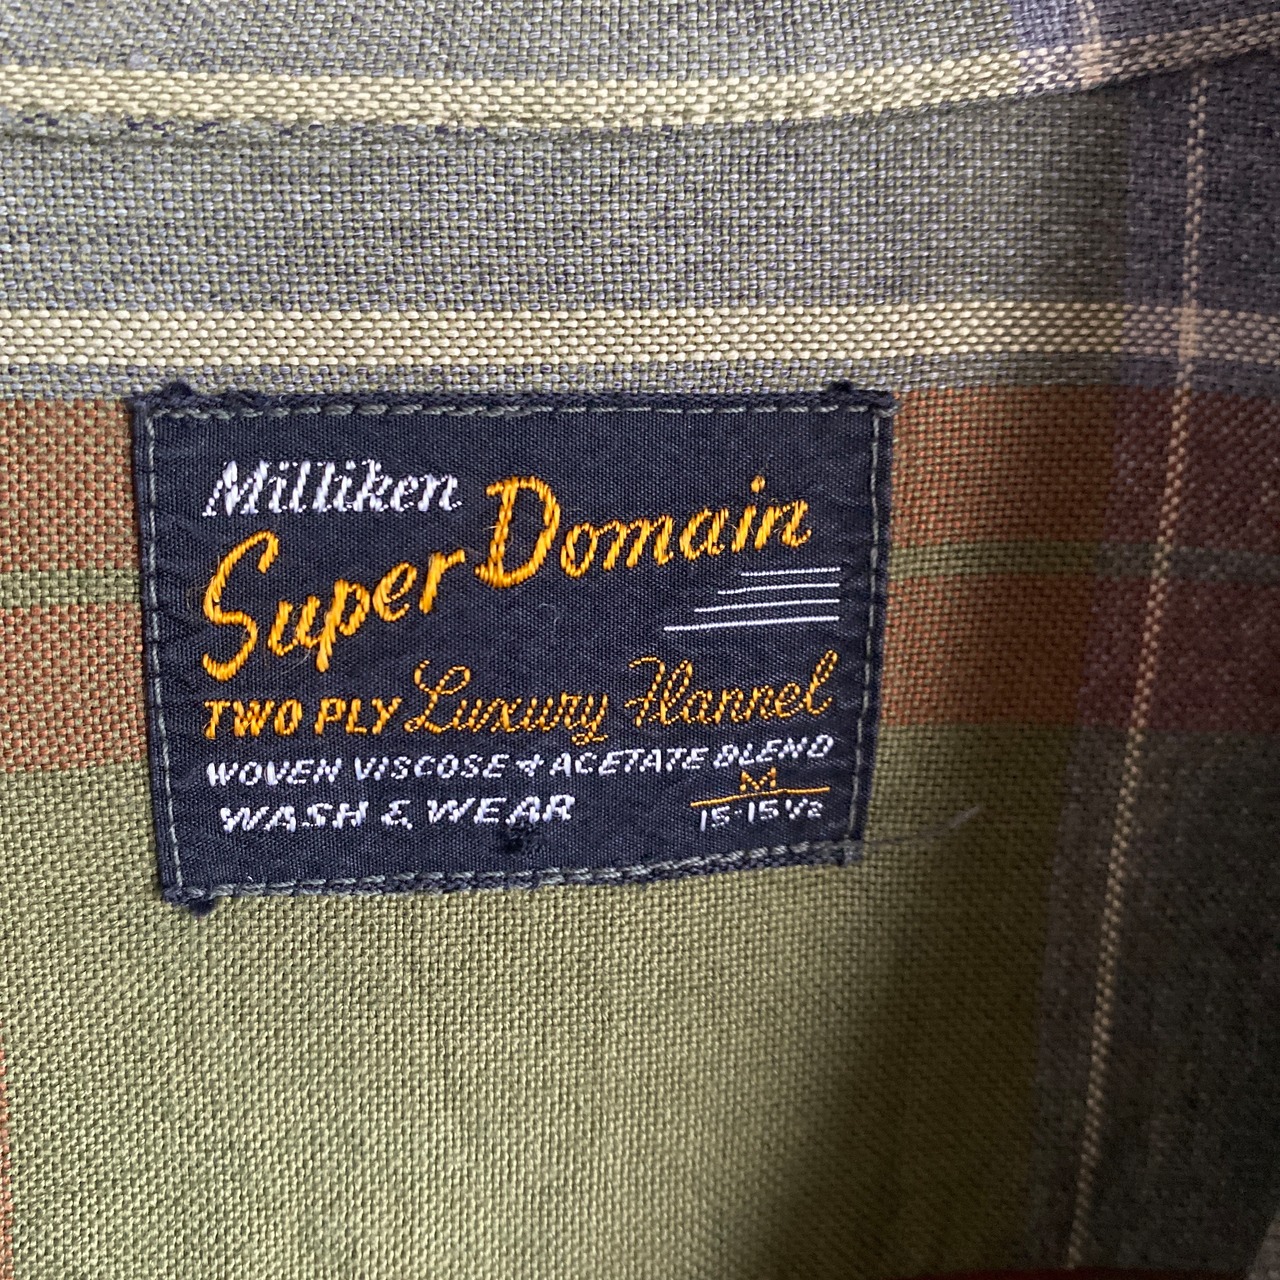 Milliken
Super Domain
TWO PLY Luxury Flannel
WOVEN VISCOSE & ACETATE BLEND
WASH & WEAR
M
15-15½